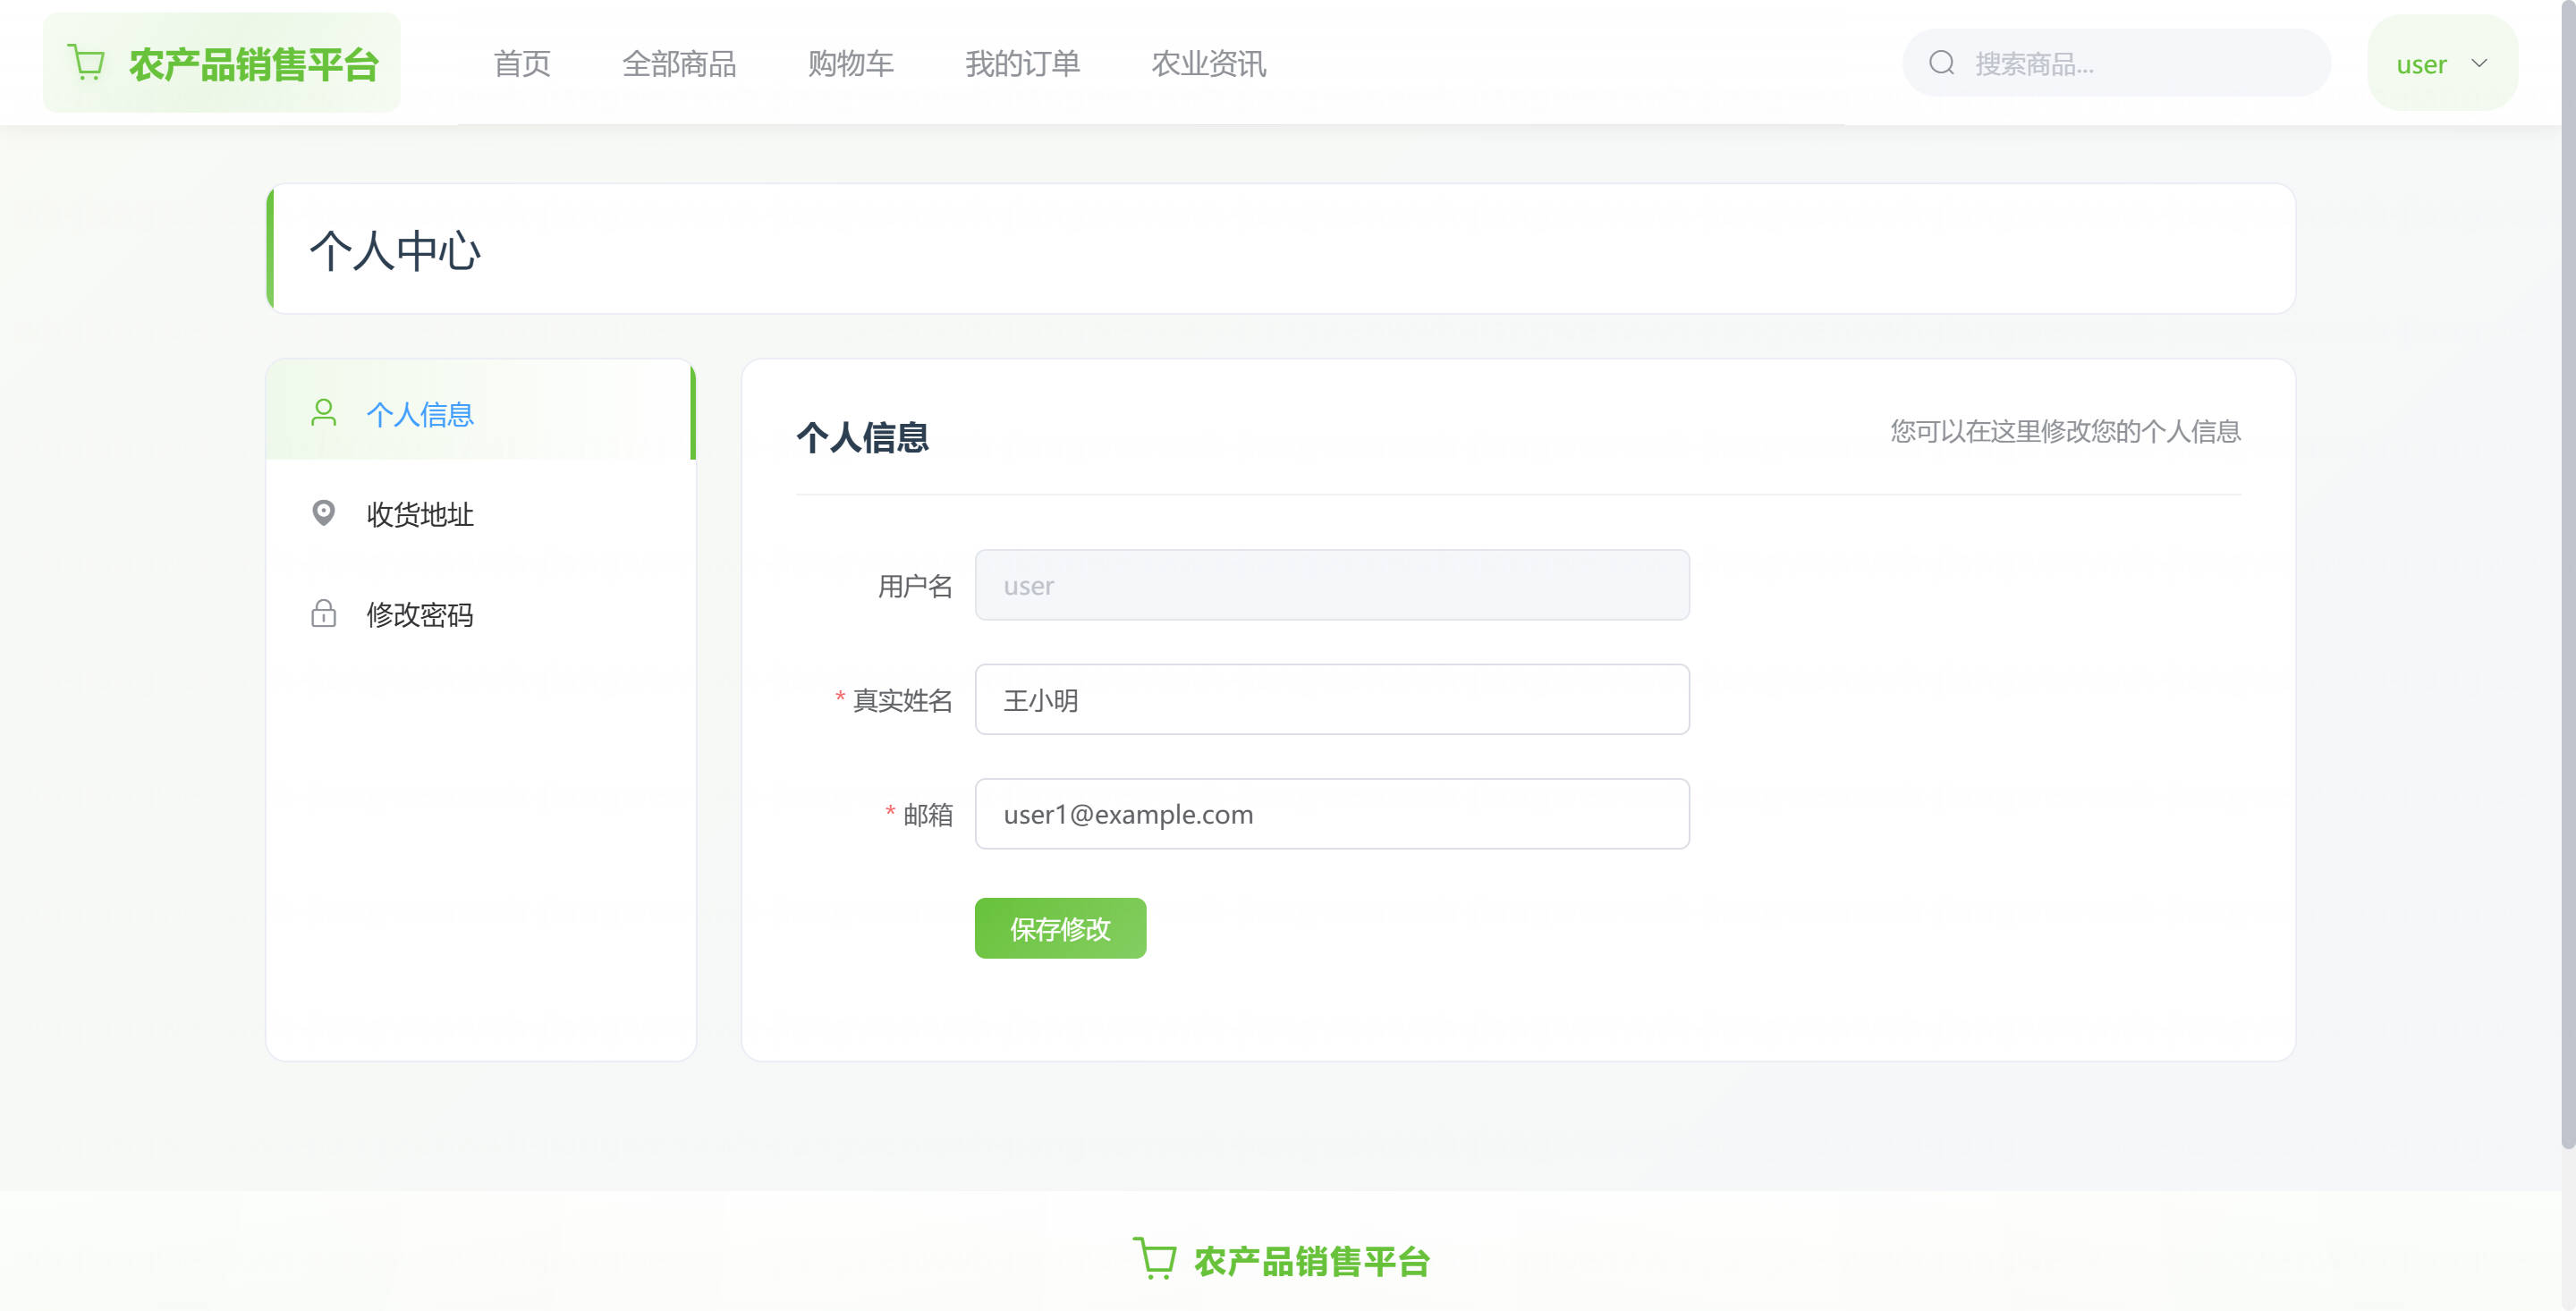 农产品销售平台 首页 全部商品 购物车 我的订单 农业资讯 搜索商品... user
个人中心
个人信息
收货地址
修改密码
个人信息 您可以在这里修改您的个人信息
用户名 user
* 真实姓名 王小明
* 邮箱 user1@example.com
保存修改
农产品销售平台